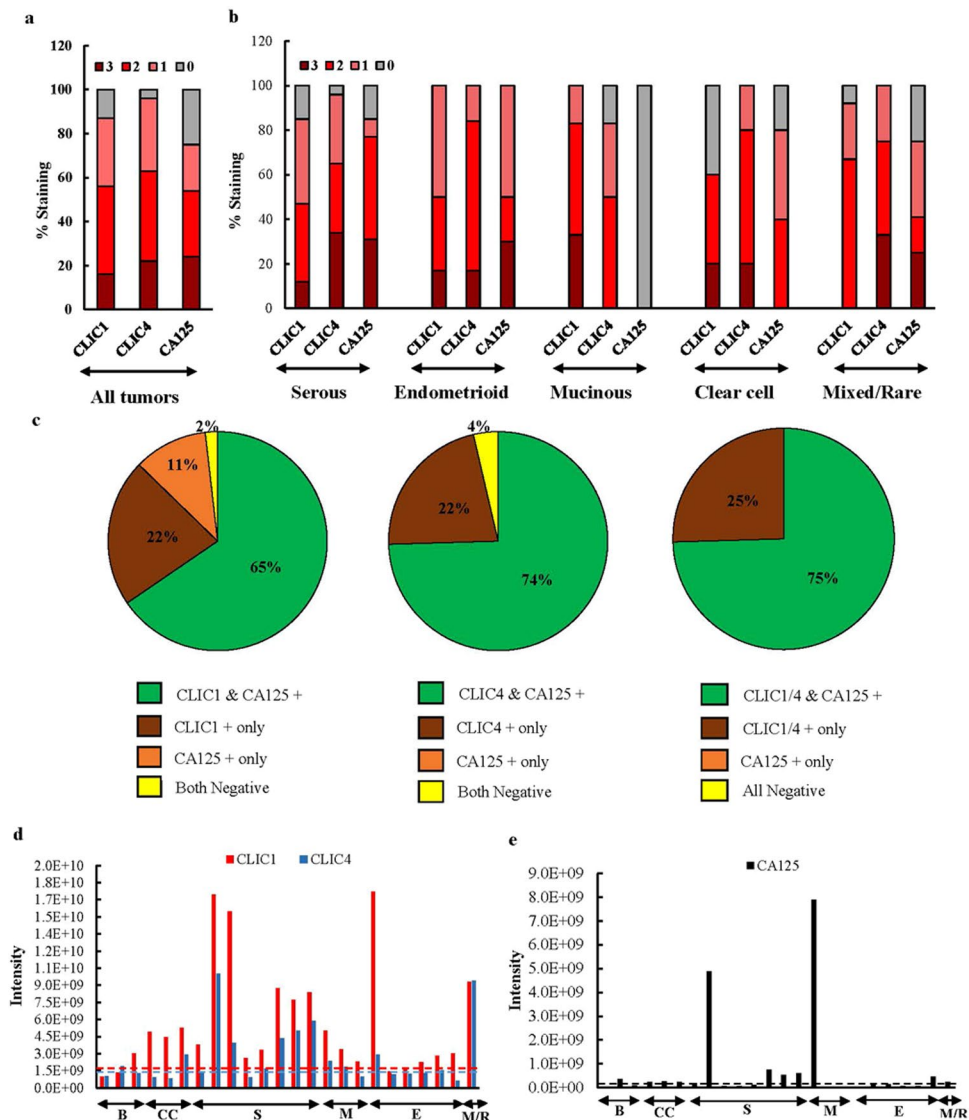 a
120
100
80
60
40
20
0
% Staining
3 2 1 0
CLIC1 CLIC4 CA125
All tumors
b
120
100
80
60
40
20
0
% Staining
3 2 1 0
CLIC1 CLIC4 CA125 CLIC1 CLIC4 CA125 CLIC1 CLIC4 CA125 CLIC1 CLIC4 CA125 CLIC1 CLIC4 CA125
Serous Endometrioid Mucinous Clear cell Mixed/Rare
c
2%
11%
22%
65%
CLIC1 & CA125 +
CLIC1 + only
CA125 + only
Both Negative
4%
22%
74%
CLIC4 & CA125 +
CLIC4 + only
CA125 + only
Both Negative
25%
75%
CLIC1/4 & CA125 +
CLIC1/4 + only
CA125 + only
All Negative
d
CLIC1 CLIC4
2.0E+10
1.8E+10
1.7E+10
1.5E+10
1.4E+10
1.2E+10
1.1E+10
9.0E+09
7.5E+09
6.0E+09
4.5E+09
3.0E+09
1.5E+09
0.0E+00
Intensity
B CC S M E M/R
e
CA125
9.0E+09
8.0E+09
7.0E+09
6.0E+09
5.0E+09
4.0E+09
3.0E+09
2.0E+09
1.0E+09
0.0E+00
Intensity
B CC S M E M/R